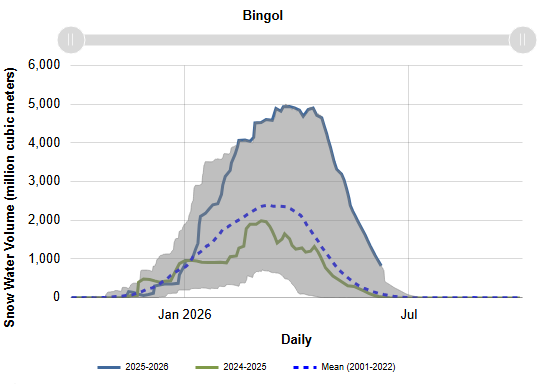 Bingol
Snow Water Volume (million cubic meters)
6,000
5,000
4,000
3,000
2,000
1,000
0
Jan 2026
Jul
Daily
2025-2026
2024-2025
Mean (2001-2022)